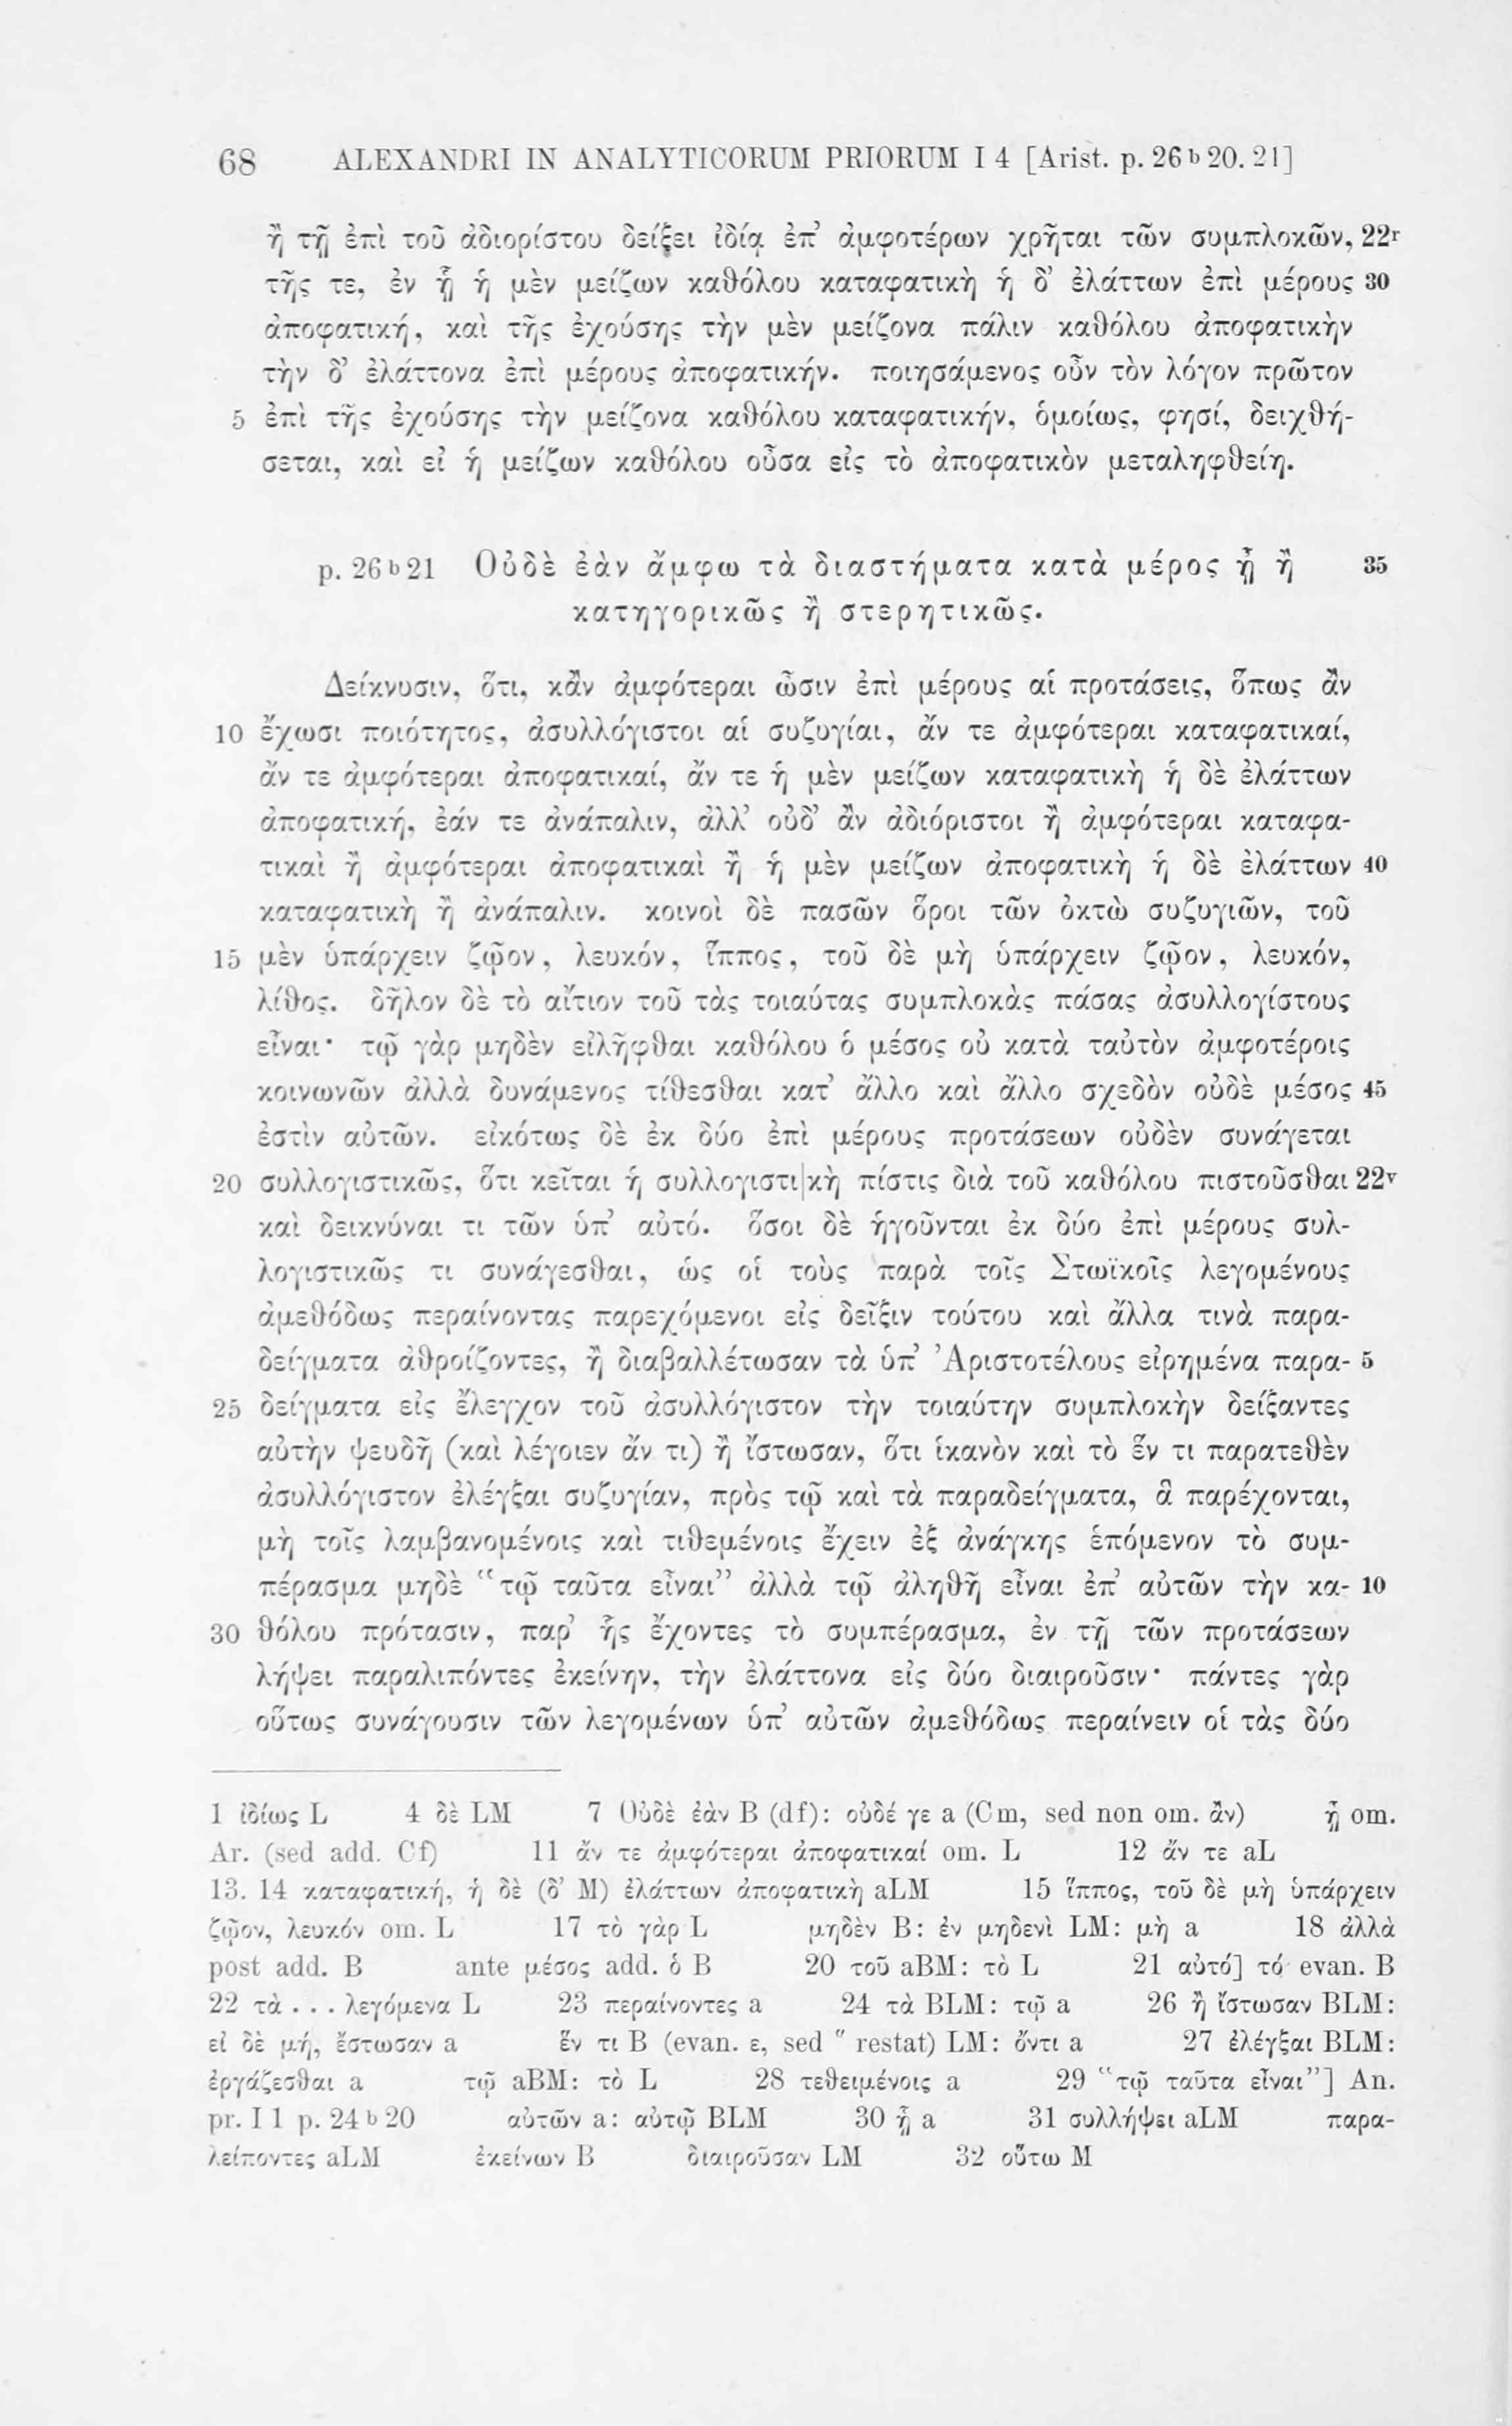 68 ALEXANDRI IN ANALYTICORUM PRIORUM I 4 [Arist. p. 26 b 20. 21]
ἢ τῇ ἐπὶ τοῦ ἀδιορίστου δείξει ἰδίᾳ ἐπ’ ἀμφοτέρων χρῆται τῶν συμπλοκῶν, 22r
τῆς τε, ἐν ᾗ ἡ μὲν μείζων καθόλου καταφατικὴ ἡ δ’ ἐλάττων ἐπὶ μέρους 30
ἀποφατική, καὶ τῆς ἐχούσης τὴν μὲν μείζονα πάλιν καθόλου ἀποφατικὴν
τὴν δ’ ἐλάττονα ἐπὶ μέρους ἀποφατικήν. ποιησάμενος οὖν τὸν λόγον πρῶτον
5 ἐπὶ τῆς ἐχούσης τὴν μείζονα καθόλου καταφατικήν, ὁμοίως, φησί, δειχθή-
σεται, καὶ εἰ ἡ μείζων καθόλου οὖσα εἰς τὸ ἀποφατικὸν μεταληφθείη.
p. 26 b 21 Οὐδὲ ἐὰν ἄμφω τὰ διαστήματα κατὰ μέρος ᾖ ἢ 35
κατηγορικῶς ἢ στερητικῶς.
Δείκνυσιν, ὅτι, κἂν ἀμφότεραι ὦσιν ἐπὶ μέρους αἱ προτάσεις, ὅπως ἂν
10 ἔχωσι ποιότητος, ἀσυλλόγιστοι αἱ συζυγίαι, ἄν τε ἀμφότεραι καταφατικαί,
ἄν τε ἀμφότεραι ἀποφατικαί, ἄν τε ἡ μὲν μείζων καταφατικὴ ἡ δὲ ἐλάττων
ἀποφατική, ἐάν τε ἀνάπαλιν, ἀλλ’ οὐδ’ ἂν ἀδιόριστοι ἢ ἀμφότεραι καταφα-
τικαὶ ἢ ἀμφότεραι ἀποφατικαὶ ἢ ἡ μὲν μείζων ἀποφατικὴ ἡ δὲ ἐλάττων 40
καταφατικὴ ἢ ἀνάπαλιν. κοινοὶ δὲ πασῶν ὅροι τῶν ὀκτὼ συζυγιῶν, τοῦ
15 μὲν ὑπάρχειν ζῷον, λευκόν, ἵππος, τοῦ δὲ μὴ ὑπάρχειν ζῷον, λευκόν,
λίθος. δῆλον δὲ τὸ αἴτιον τοῦ τὰς τοιαύτας συμπλοκὰς πάσας ἀσυλλογίστους
εἶναι· τῷ γὰρ μηδὲν εἰλῆφθαι καθόλου ὁ μέσος οὐ κατὰ ταὐτὸν ἀμφοτέροις
κοινωνῶν ἀλλὰ δυνάμενος τίθεσθαι κατ’ ἄλλο καὶ ἄλλο σχεδὸν οὐδὲ μέσος 45
ἐστὶν αὐτῶν. εἰκότως δὲ ἐκ δύο ἐπὶ μέρους προτάσεων οὐδὲν συνάγεται
20 συλλογιστικῶς, ὅτι κεῖται ἡ συλλογιστι|κὴ πίστις διὰ τοῦ καθόλου πιστοῦσθαι 22v
καὶ δεικνύναι τι τῶν ὑπ’ αὐτό. ὅσοι δὲ ἡγοῦνται ἐκ δύο ἐπὶ μέρους συλ-
λογιστικῶς τι συνάγεσθαι, ὡς οἱ τοὺς παρὰ τοῖς Στωϊκοῖς λεγομένους
ἀμεθόδως περαίνοντας παρεχόμενοι εἰς δεῖξιν τούτου καὶ ἄλλα τινὰ παρα-
δείγματα ἀθροίζοντες, ἢ διαβαλλέτωσαν τὰ ὑπ’ Ἀριστοτέλους εἰρημένα παρα- 5
25 δείγματα εἰς ἔλεγχον τοῦ ἀσυλλόγιστον τὴν τοιαύτην συμπλοκὴν δείξαντες
αὐτὴν ψευδῆ (καὶ λέγοιεν ἄν τι) ἢ ἴστωσαν, ὅτι ἱκανὸν καὶ τὸ ἕν τι παρατεθὲν
ἀσυλλόγιστον ἐλέγξαι συζυγίαν, πρὸς τῷ καὶ τὰ παραδείγματα, ἃ παρέχονται,
μὴ τοῖς λαμβανομένοις καὶ τιθεμένοις ἔχειν ἐξ ἀνάγκης ἑπόμενον τὸ συμ-
πέρασμα μηδὲ “τῷ ταῦτα εἶναι” ἀλλὰ τῷ ἀληθῆ εἶναι ἐπ’ αὐτῶν τὴν κα- 10
30 θόλου πρότασιν, παρ’ ἧς ἔχοντες τὸ συμπέρασμα, ἐν τῇ τῶν προτάσεων
λήψει παραλιπόντες ἐκείνην, τὴν ἐλάττονα εἰς δύο διαιροῦσιν· πάντες γὰρ
οὕτως συνάγουσιν τῶν λεγομένων ὑπ’ αὐτῶν ἀμεθόδως περαίνειν οἱ τὰς δύο
1 ἰδίως L 4 δὲ LM 7 Οὐδὲ ἐὰν B (df): οὐδέ γε a (Cm, sed non om. ἂν) ᾖ om.
Ar. (sed add. Cf) 11 ἄν τε ἀμφότεραι ἀποφατικαί om. L 12 ἄν τε aL
13. 14 καταφατική, ἡ δὲ (δ’ M) ἐλάττων ἀποφατικὴ aLM 15 ἵππος, τοῦ δὲ μὴ ὑπάρχειν
ζῷον, λευκόν om. L 17 τὸ γὰρ L μηδὲν B: ἐν μηδενὶ LM: μὴ a 18 ἀλλὰ
post add. B ante μέσος add. ὁ B 20 τοῦ aBM: τὸ L 21 αὐτό] τό evan. B
22 τὰ . . . λεγόμενα L 23 περαίνοντες a 24 τὰ BLM: τῷ a 26 ἢ ἴστωσαν BLM:
εἰ δὲ μή, ἔστωσαν a ἕν τι B (evan. ε, sed ῞ restat) LM: ὄντι a 27 ἐλέγξαι BLM:
ἐργάζεσθαι a τῷ aBM: τὸ L 28 τεθειμένοις a 29 “τῷ ταῦτα εἶναι”] An.
pr. I 1 p. 24 b 20 αὐτῶν a: αὐτῷ BLM 30 ᾗ a 31 συλλήψει aLM παρα-
λείποντες aLM ἐκείνων B διαιροῦσαν LM 32 οὕτω M